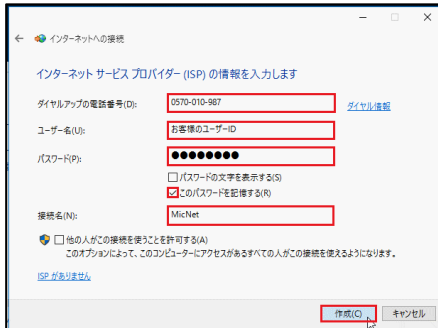 インターネットへの接続
インターネット サービス プロバイダー (ISP) の情報を入力します
ダイヤルアップの電話番号(D):
0570-010-987
ダイヤル情報
ユーザー名(U):
お客様のユーザーID
パスワード(P):
●●●●●●●●
パスワードの文字を表示する(S)
このパスワードを記憶する(R)
接続名(N):
MicNet
他の人がこの接続を使うことを許可する(A)
このオプションによって、このコンピューターにアクセスがあるすべての人がこの接続を使えるようになります。
ISP がありません
作成(C)
キャンセル